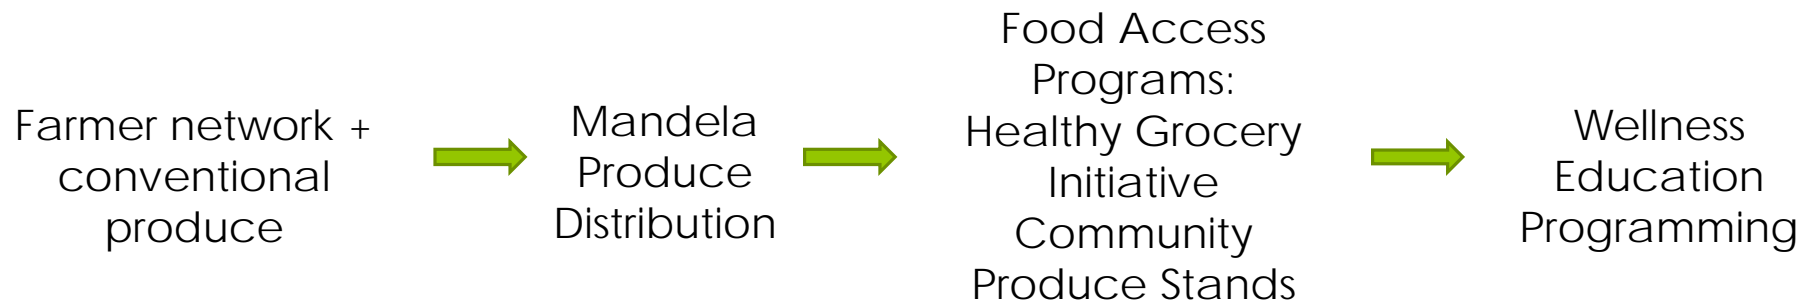 Farmer network +
conventional
produce
Mandela
Produce
Distribution
Food Access
Programs:
Healthy Grocery
Initiative
Community
Produce Stands
Wellness
Education
Programming